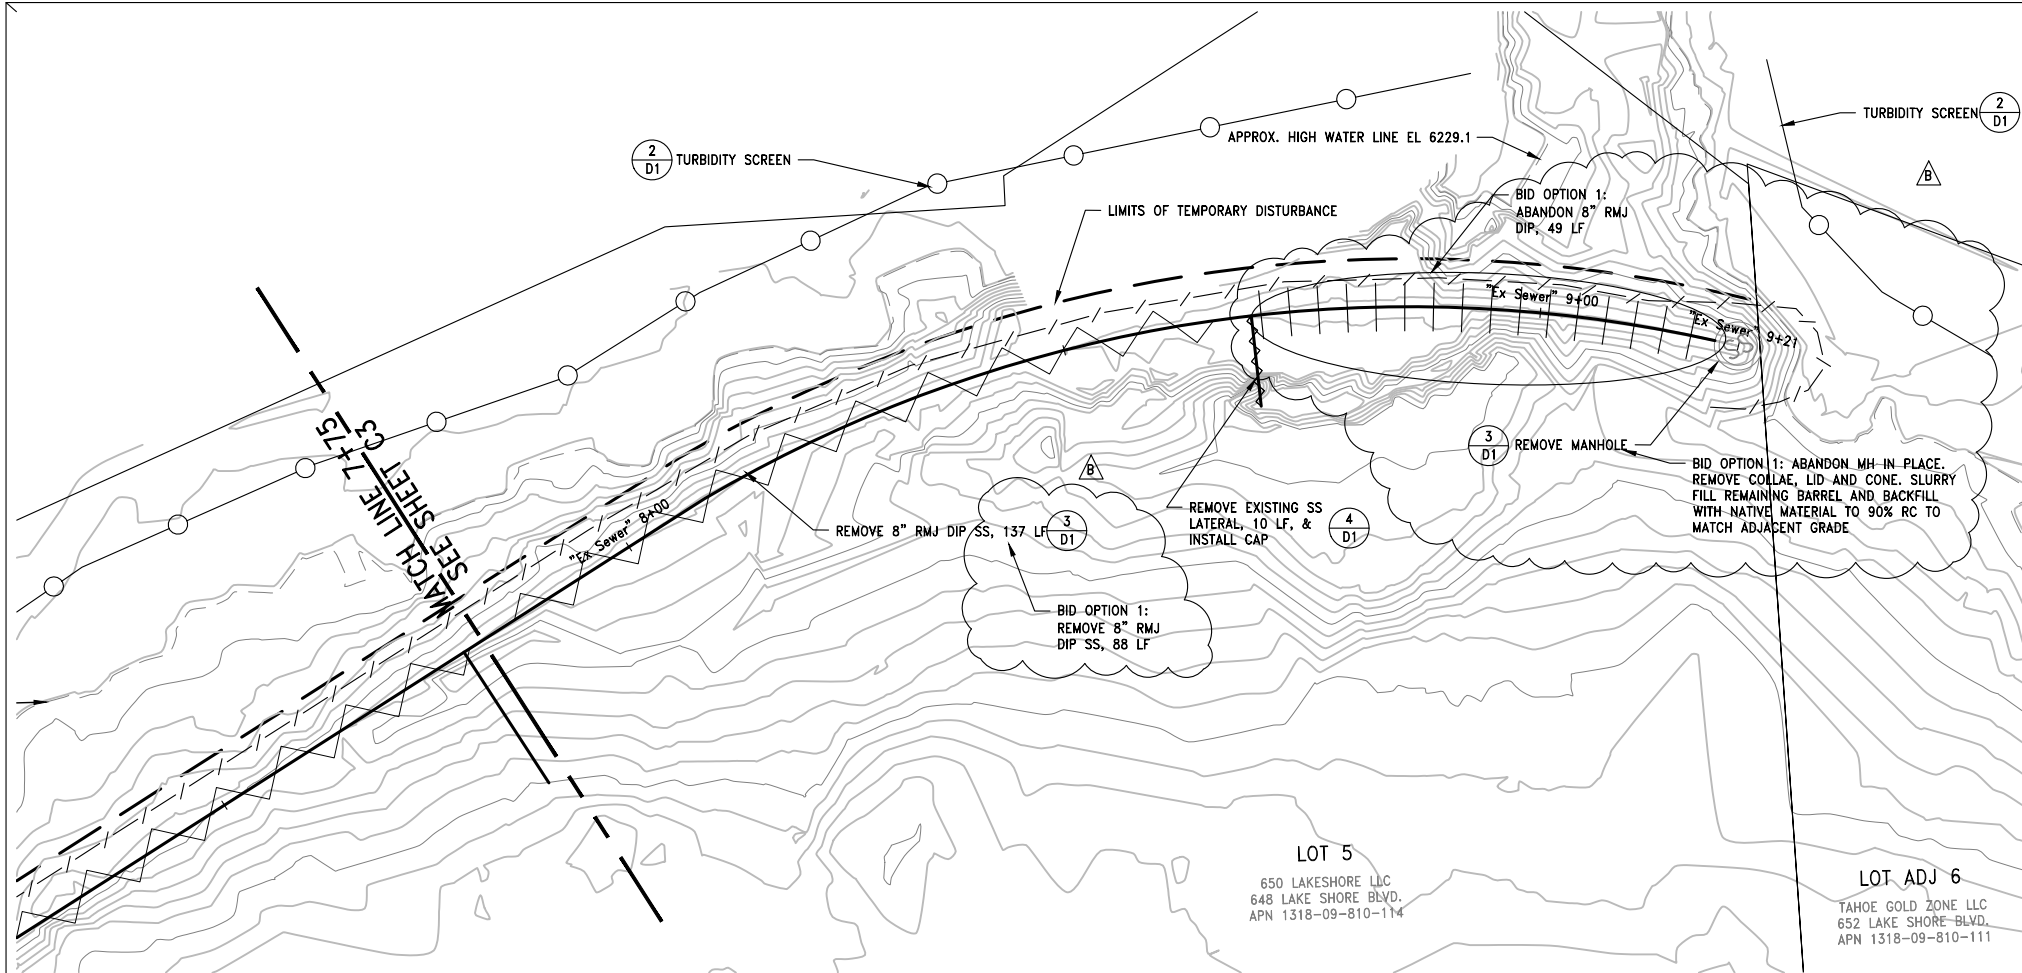 2
D1
TURBIDITY SCREEN
APPROX. HIGH WATER LINE EL 6229.1
TURBIDITY SCREEN
2
D1
B
LIMITS OF TEMPORARY DISTURBANCE
BID OPTION 1:
ABANDON 8" RMJ
DIP, 49 LF
"Ex Sewer" 9+00
"Ex Sewer" 9+21
MATCH LINE 7+75
SEE SHEET C3
"Ex Sewer" 8+00
3
D1
REMOVE MANHOLE
BID OPTION 1: ABANDON MH IN PLACE.
REMOVE COLLAE, LID AND CONE. SLURRY
FILL REMAINING BARREL AND BACKFILL
WITH NATIVE MATERIAL TO 90% RC TO
MATCH ADJACENT GRADE
B
REMOVE 8" RMJ DIP SS, 137 LF
3
D1
REMOVE EXISTING SS
LATERAL, 10 LF, &
INSTALL CAP
4
D1
BID OPTION 1:
REMOVE 8" RMJ
DIP SS, 88 LF
LOT 5
650 LAKESHORE LLC
648 LAKE SHORE BLVD.
APN 1318-09-810-114
LOT ADJ 6
TAHOE GOLD ZONE LLC
652 LAKE SHORE BLVD.
APN 1318-09-810-111